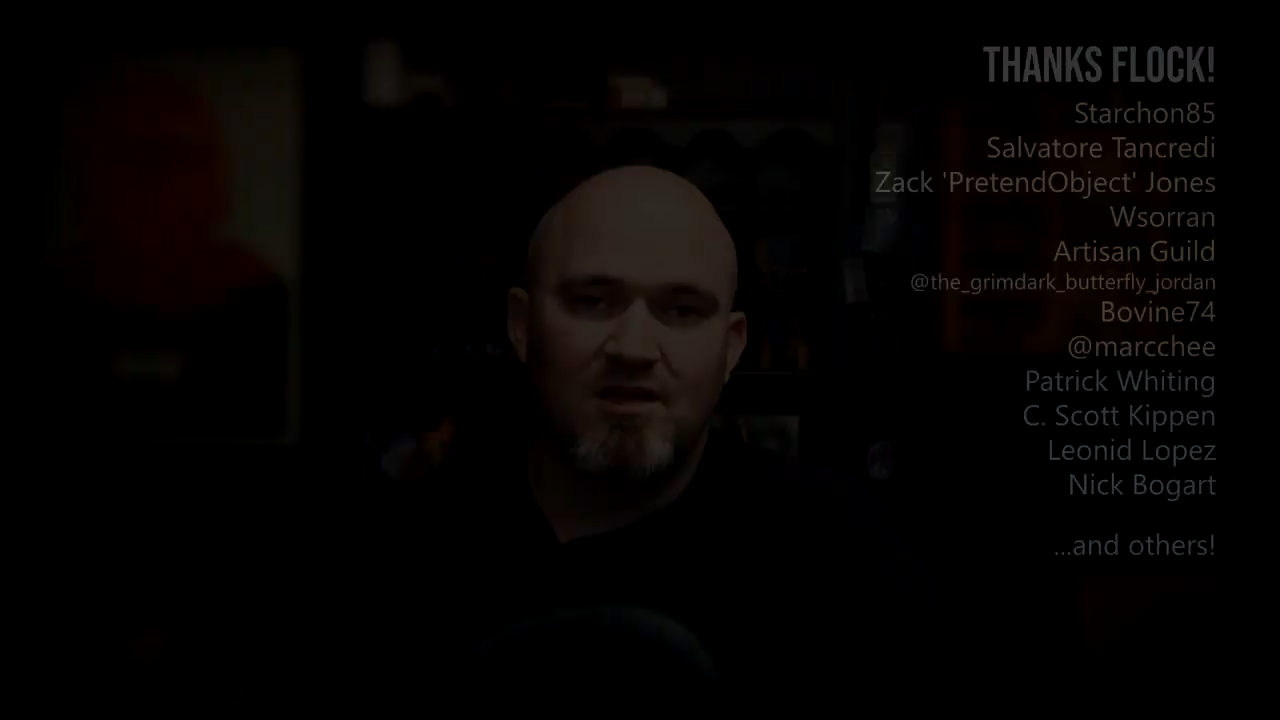 THANKS FLOCK!
Starchon85
Salvatore Tancredi
Zack 'PretendObject' Jones
Wsorran
Artisan Guild
@the_grimdark_butterfly_jordan
Bovine74
@marcchee
Patrick Whiting
C. Scott Kippen
Leonid Lopez
Nick Bogart
...and others!